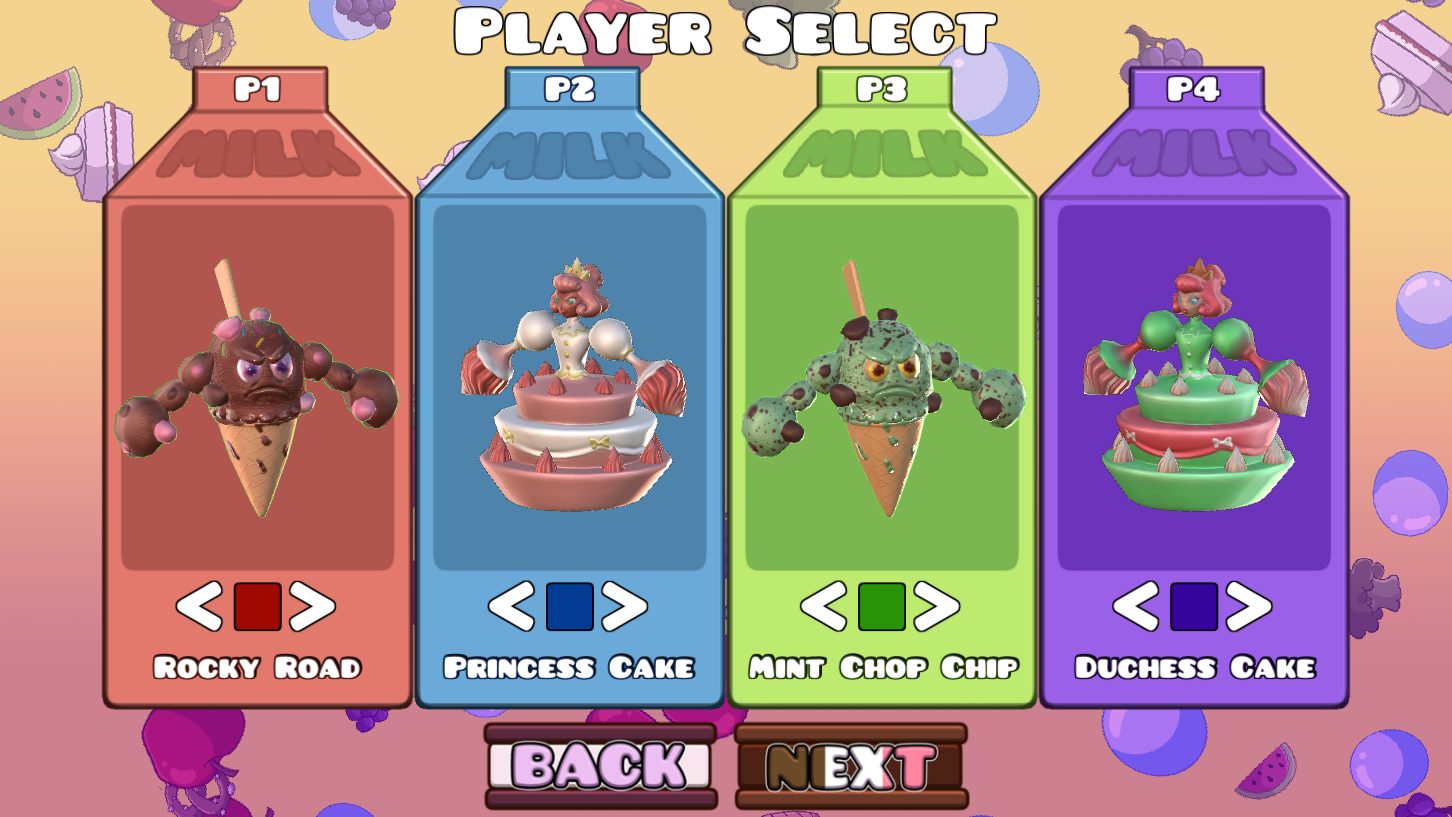 PLAYER SELECT
P1
P2
P3
P4
MILK
MILK
MILK
MILK
ROCKY ROAD
PRINCESS CAKE
MINT CHOP CHIP
DUCHESS CAKE
BACK
NEXT